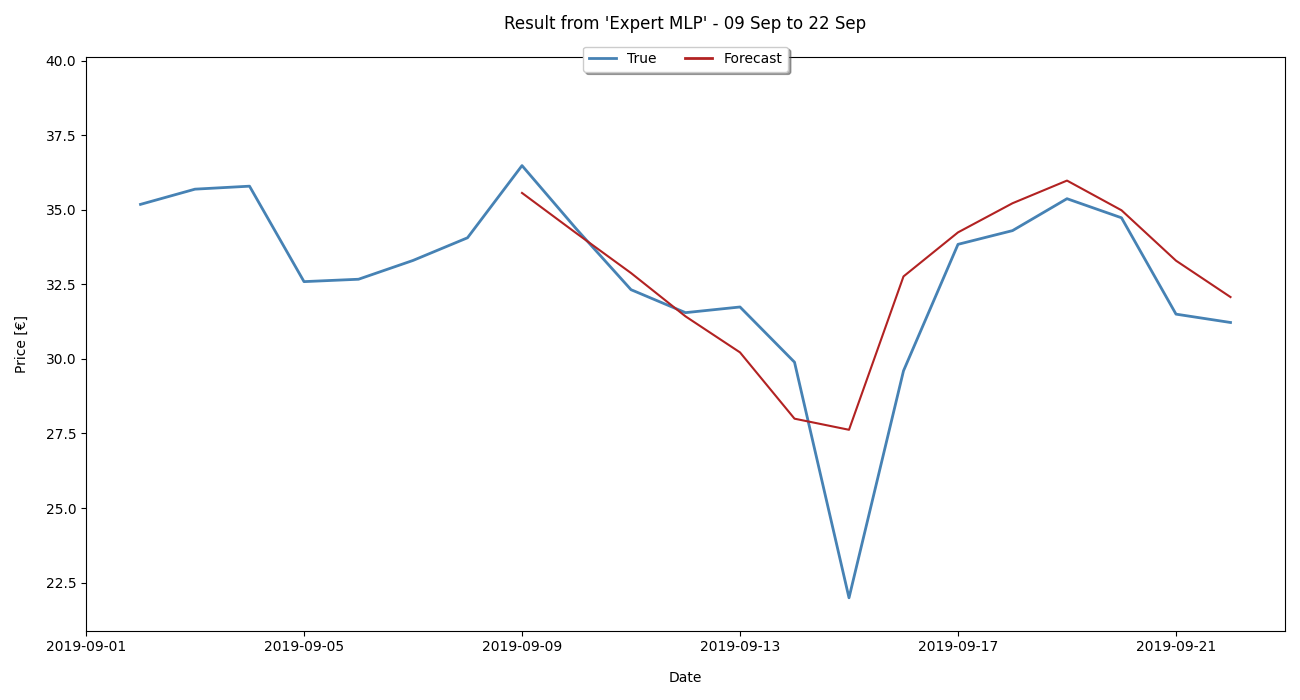 Result from 'Expert MLP' - 09 Sep to 22 Sep
True Forecast
40.0
37.5
35.0
32.5
30.0
27.5
25.0
22.5
Price [€]
2019-09-01 2019-09-05 2019-09-09 2019-09-13 2019-09-17 2019-09-21
Date